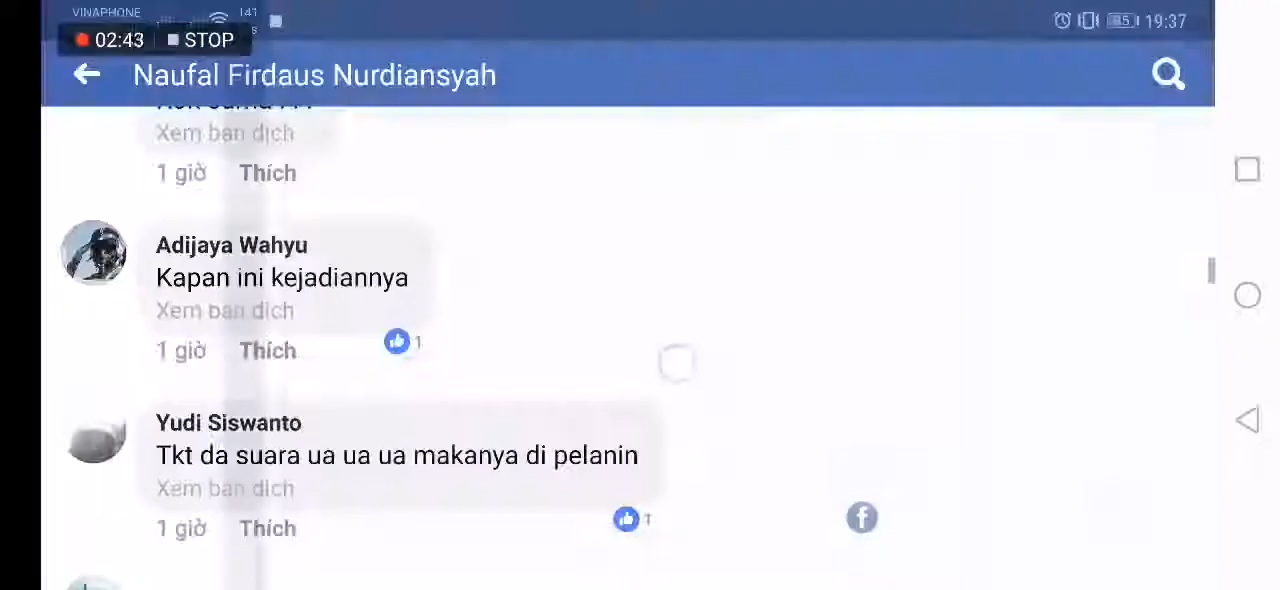 VINAPHONE
02:43 STOP
85 19:37
Naufal Firdaus Nurdiansyah
Xem bản dịch
1 giờ Thích
Adijaya Wahyu
Kapan ini kejadiannya
Xem bản dịch
1 giờ Thích 1
Yudi Siswanto
Tkt da suara ua ua ua makanya di pelanin
Xem bản dịch
1 giờ Thích 1